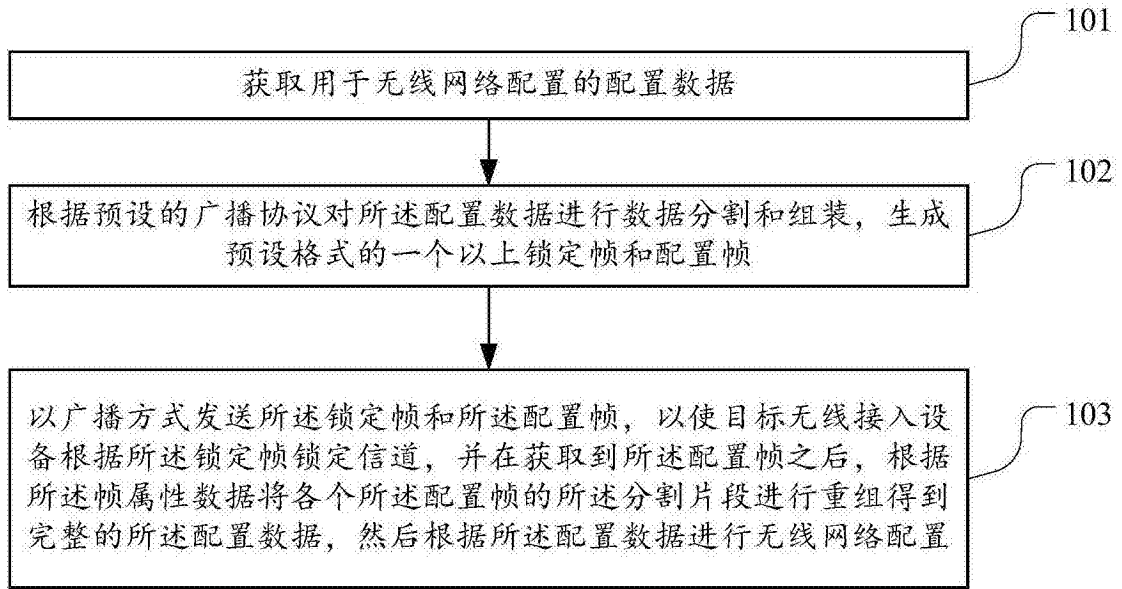 101
获取用于无线网络配置的配置数据
102
根据预设的广播协议对所述配置数据进行数据分割和组装，生成
预设格式的一个以上锁定帧和配置帧
103
以广播方式发送所述锁定帧和所述配置帧，以使目标无线接入设
备根据所述锁定帧锁定信道，并在获取到所述配置帧之后，根据
所述帧属性数据将各个所述配置帧的所述分割片段进行重组得到
完整的所述配置数据，然后根据所述配置数据进行无线网络配置